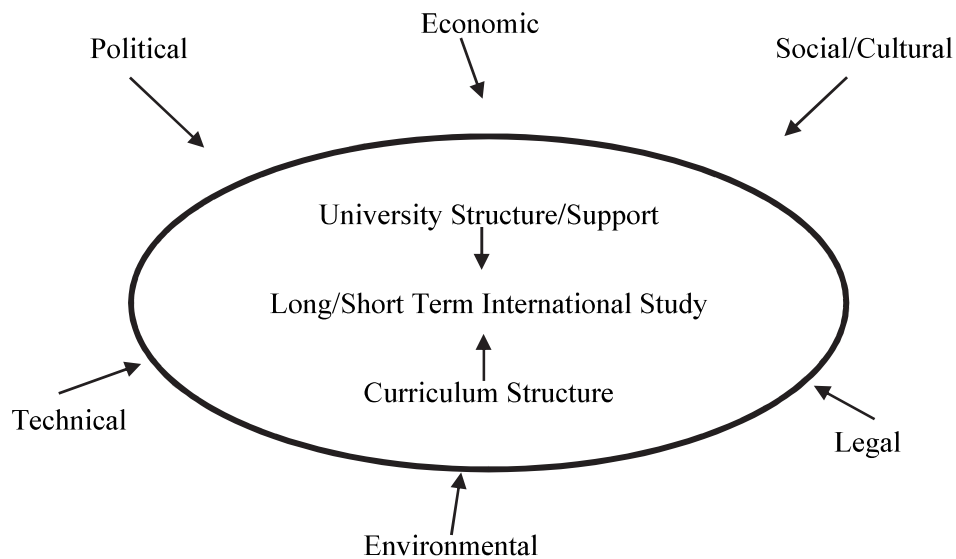 Economic
Political
Social/Cultural
University Structure/Support
Long/Short Term International Study
Curriculum Structure
Technical
Legal
Environmental